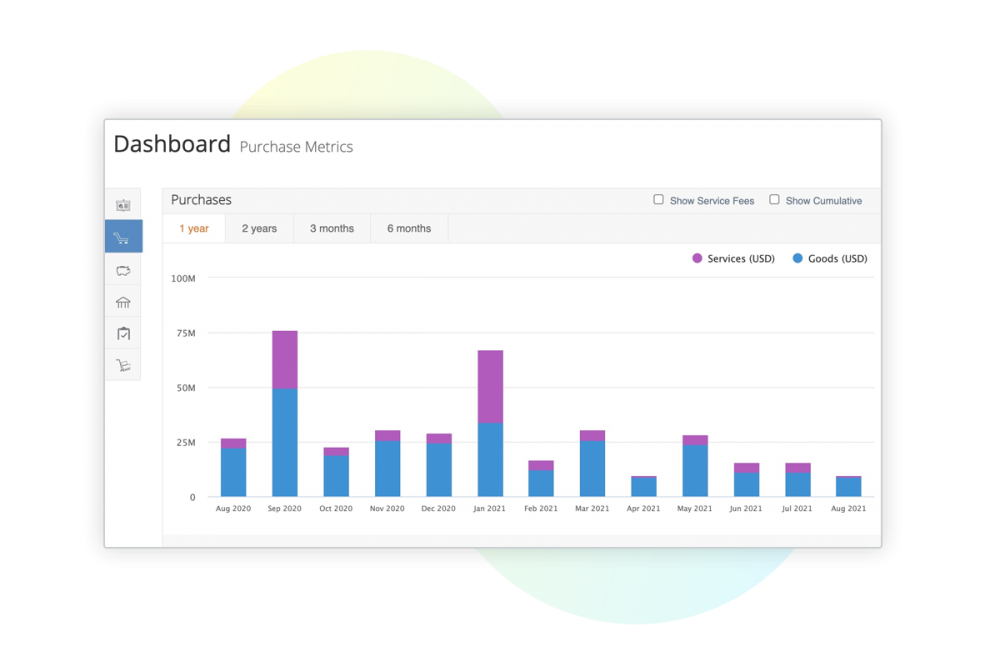 Dashboard Purchase Metrics
Purchases
Show Service Fees Show Cumulative
1 year 2 years 3 months 6 months
Services (USD) Goods (USD)
100M
75M
50M
25M
0
Aug 2020 Sep 2020 Oct 2020 Nov 2020 Dec 2020 Jan 2021 Feb 2021 Mar 2021 Apr 2021 May 2021 Jun 2021 Jul 2021 Aug 2021